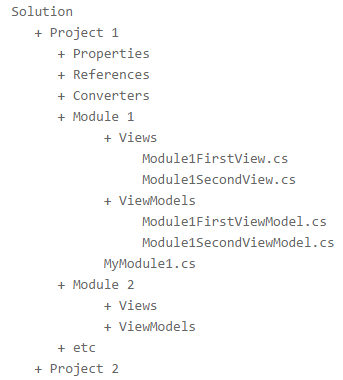 Solution
+ Project 1
+ Properties
+ References
+ Converters
+ Module 1
+ Views
Module1FirstView.cs
Module1SecondView.cs
+ ViewModels
Module1FirstViewModel.cs
Module1SecondViewModel.cs
MyModule1.cs
+ Module 2
+ Views
+ ViewModels
+ etc
+ Project 2